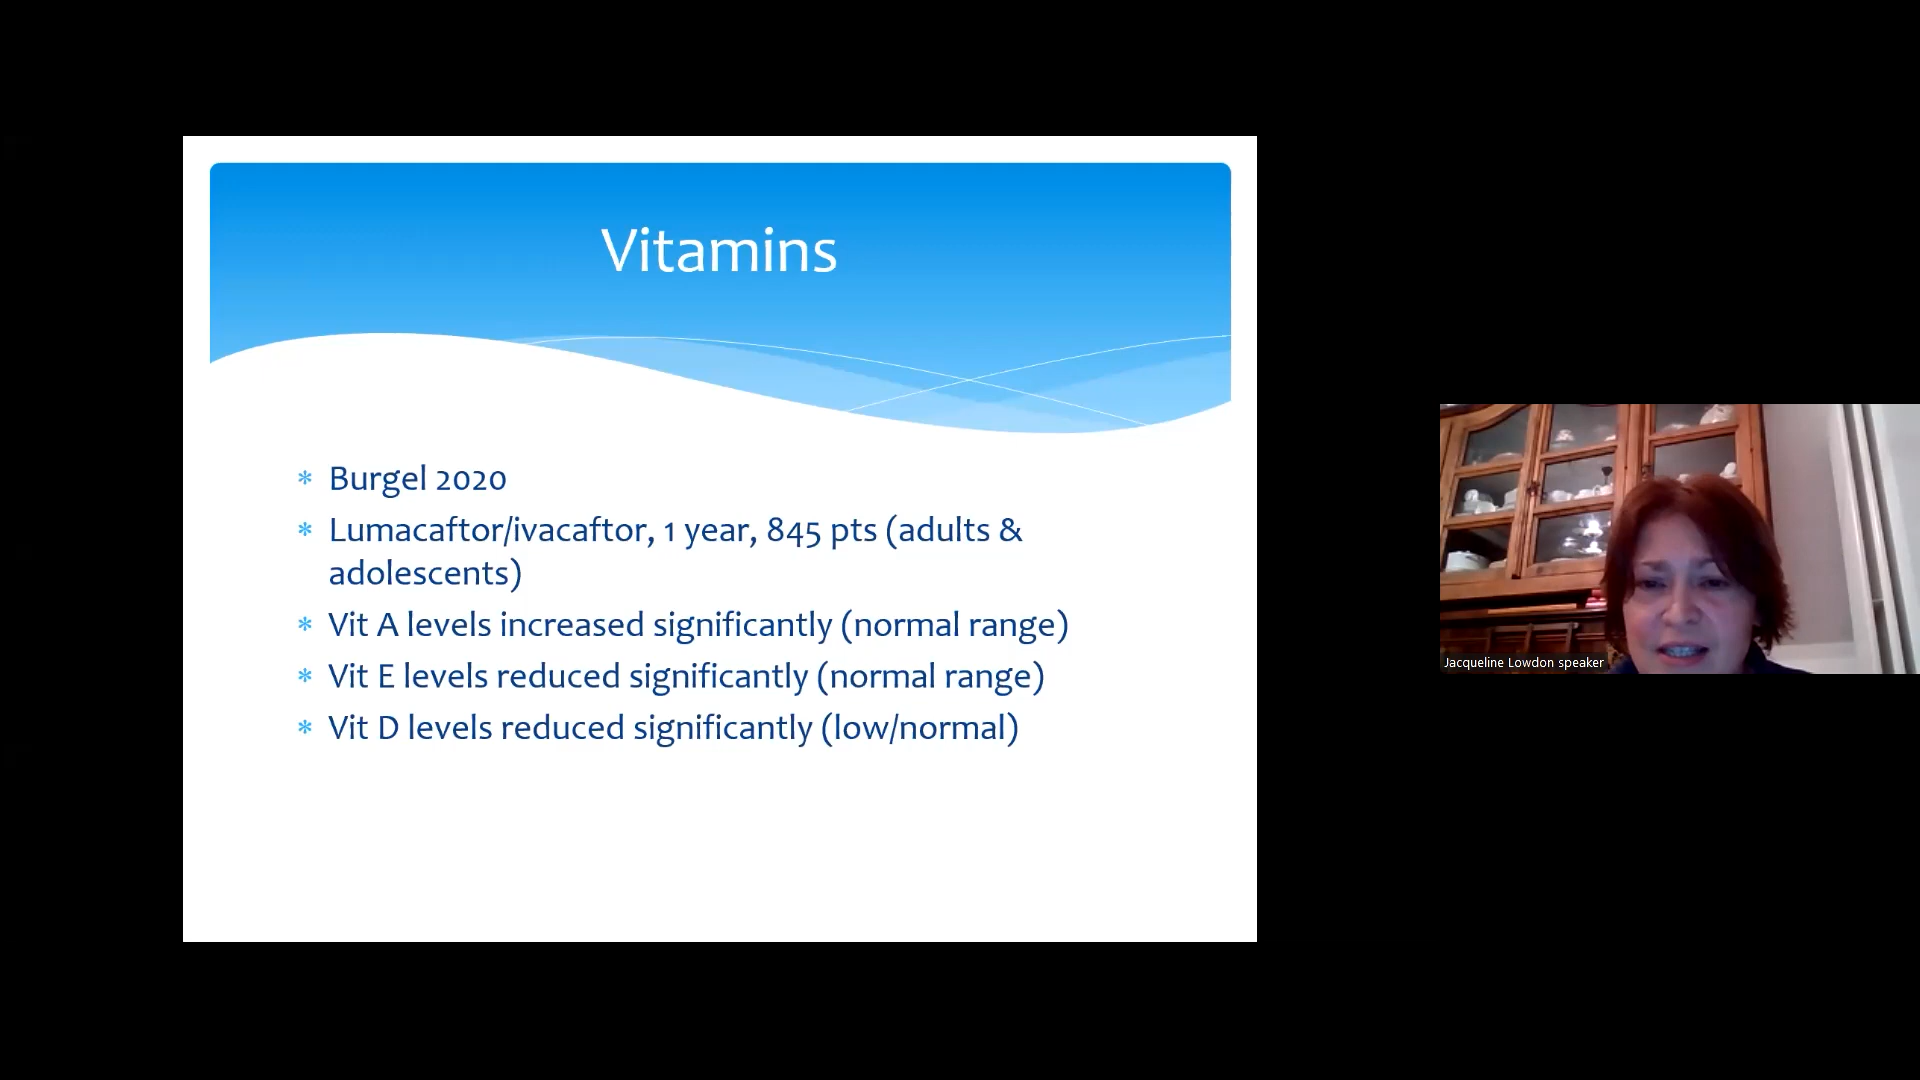 Vitamins
* Burgel 2020
* Lumacaftor/ivacaftor, 1 year, 845 pts (adults &
adolescents)
* Vit A levels increased significantly (normal range)
* Vit E levels reduced significantly (normal range)
* Vit D levels reduced significantly (low/normal)
Jacqueline Lowdon speaker